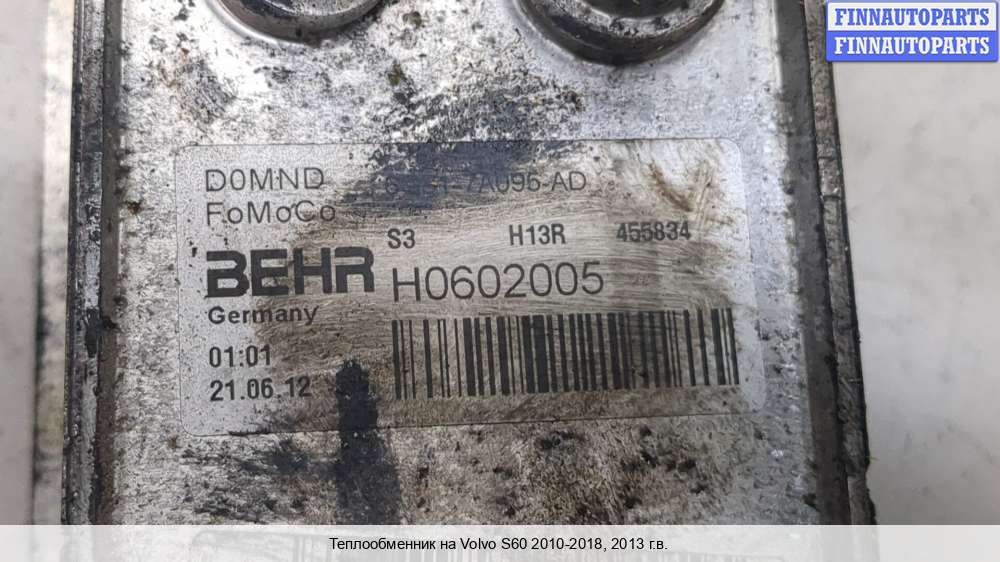 FINNAUTOPARTS
FINNAUTOPARTS
D0MND
FoMoCo
S3 H13R 455834
BEHR H0602005
Germany
01:01
21.06.12
Теплообменник на Volvo S60 2010-2018, 2013 г.в.